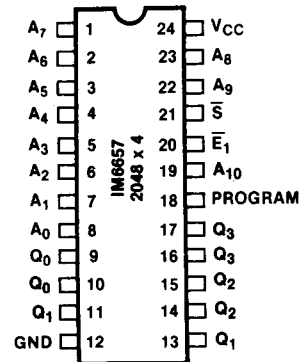 A7 1 24 VCC
A6 2 23 A8
A5 3 22 A9
A4 4 21 S̅
A3 5 20 E̅1
A2 6 19 A10
A1 7 18 PROGRAM
A0 8 17 Q3
Q0 9 16 Q3
Q0 10 15 Q2
Q1 11 14 Q2
GND 12 13 Q1
IM6657
2048 x 4